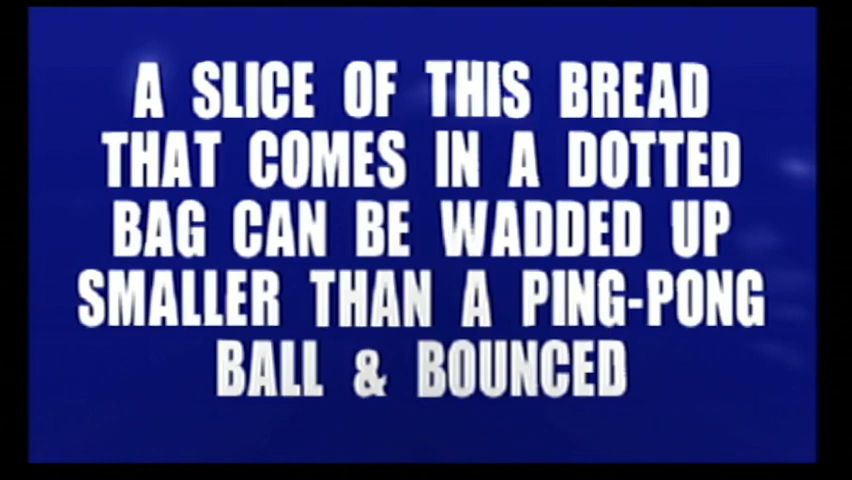 A SLICE OF THIS BREAD
THAT COMES IN A DOTTED
BAG CAN BE WADDED UP
SMALLER THAN A PING-PONG
BALL & BOUNCED